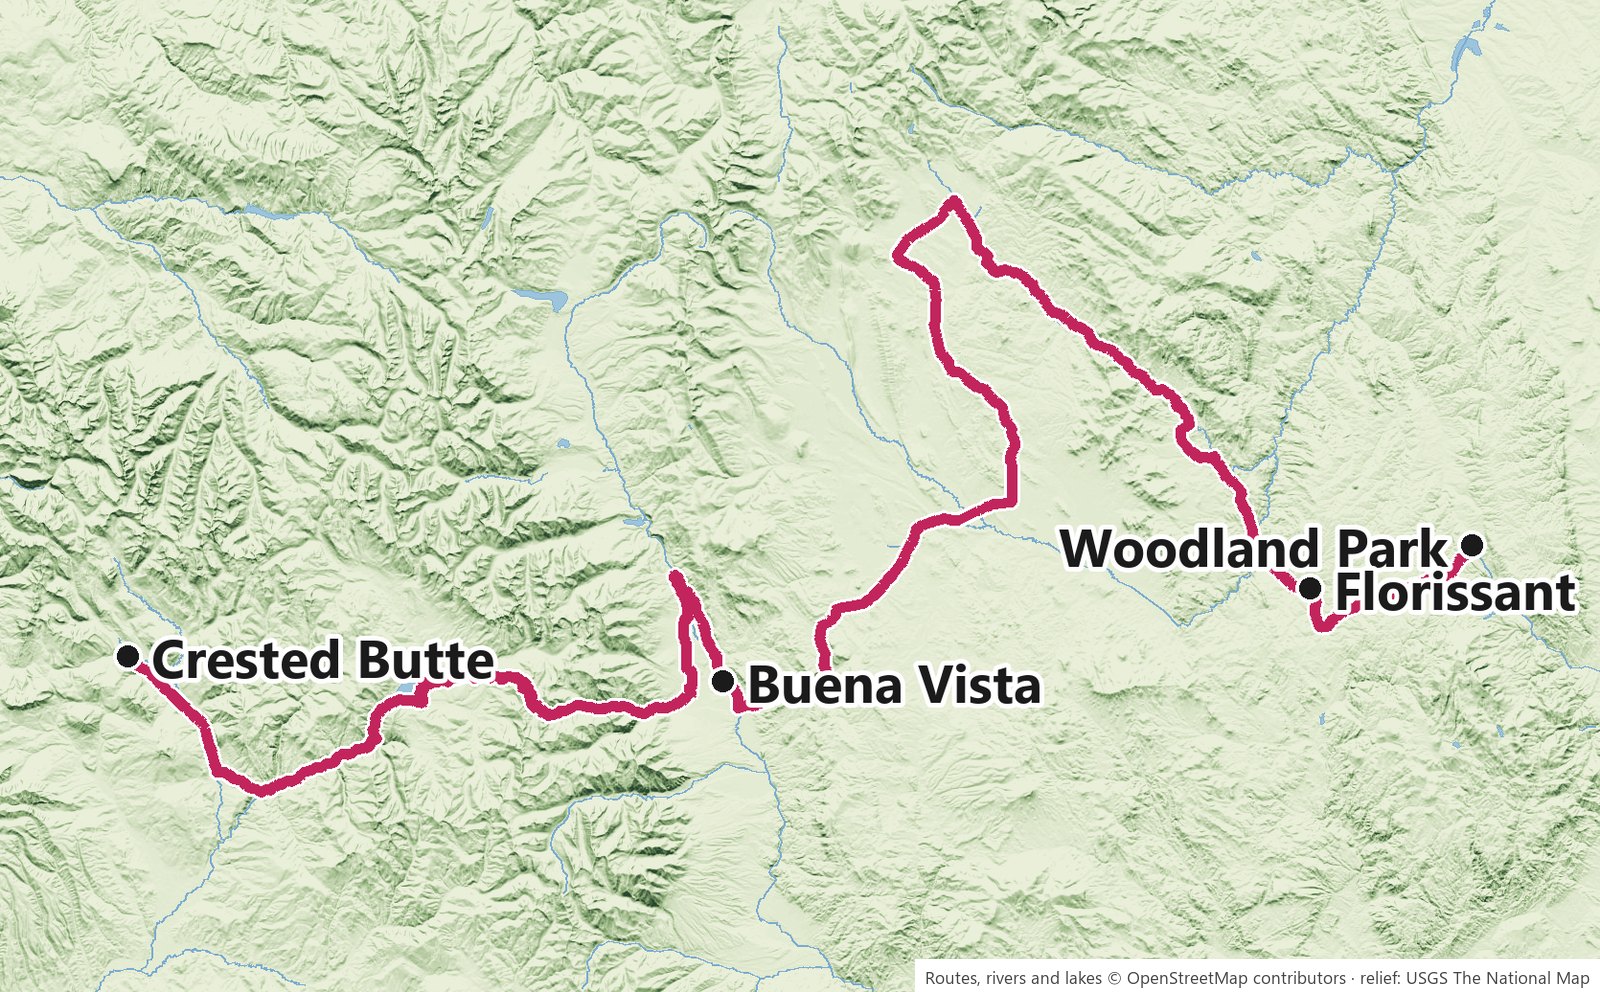 Woodland Park
Florissant
Crested Butte
Buena Vista
Routes, rivers and lakes © OpenStreetMap contributors · relief: USGS The National Map